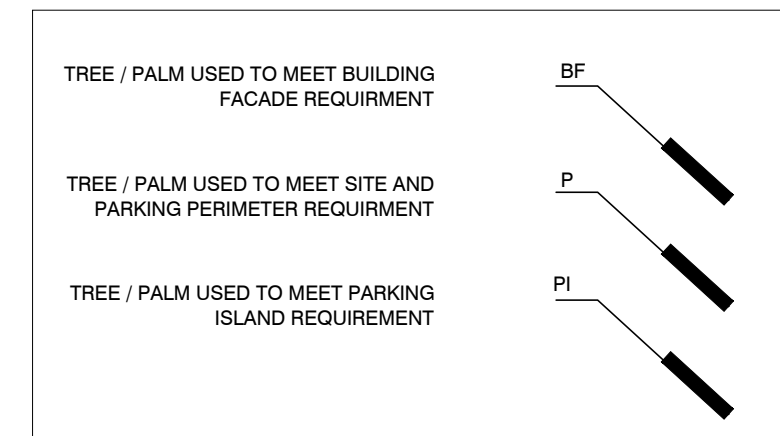 TREE / PALM USED TO MEET BUILDING
FACADE REQUIRMENT
BF
TREE / PALM USED TO MEET SITE AND
PARKING PERIMETER REQUIRMENT
P
TREE / PALM USED TO MEET PARKING
ISLAND REQUIREMENT
PI